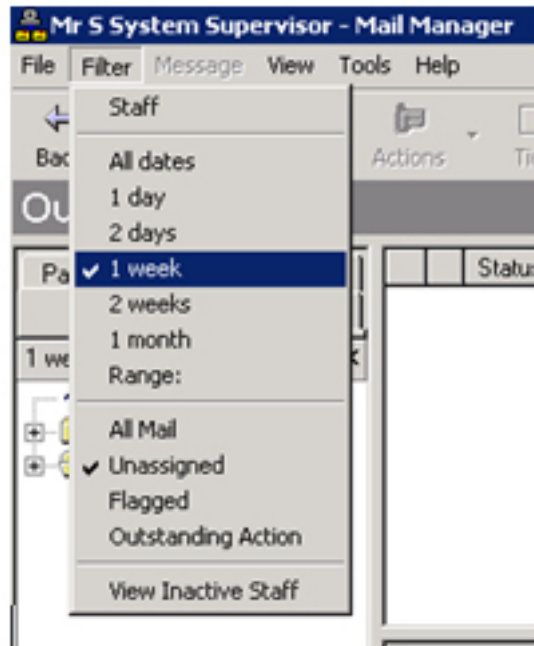 Mr S System Supervisor - Mail Manager
File Filter Message View Tools Help
Staff
Actions
All dates
1 day
2 days
1 week
Status
2 weeks
1 month
Range:
All Mail
Unassigned
Flagged
Outstanding Action
View Inactive Staff